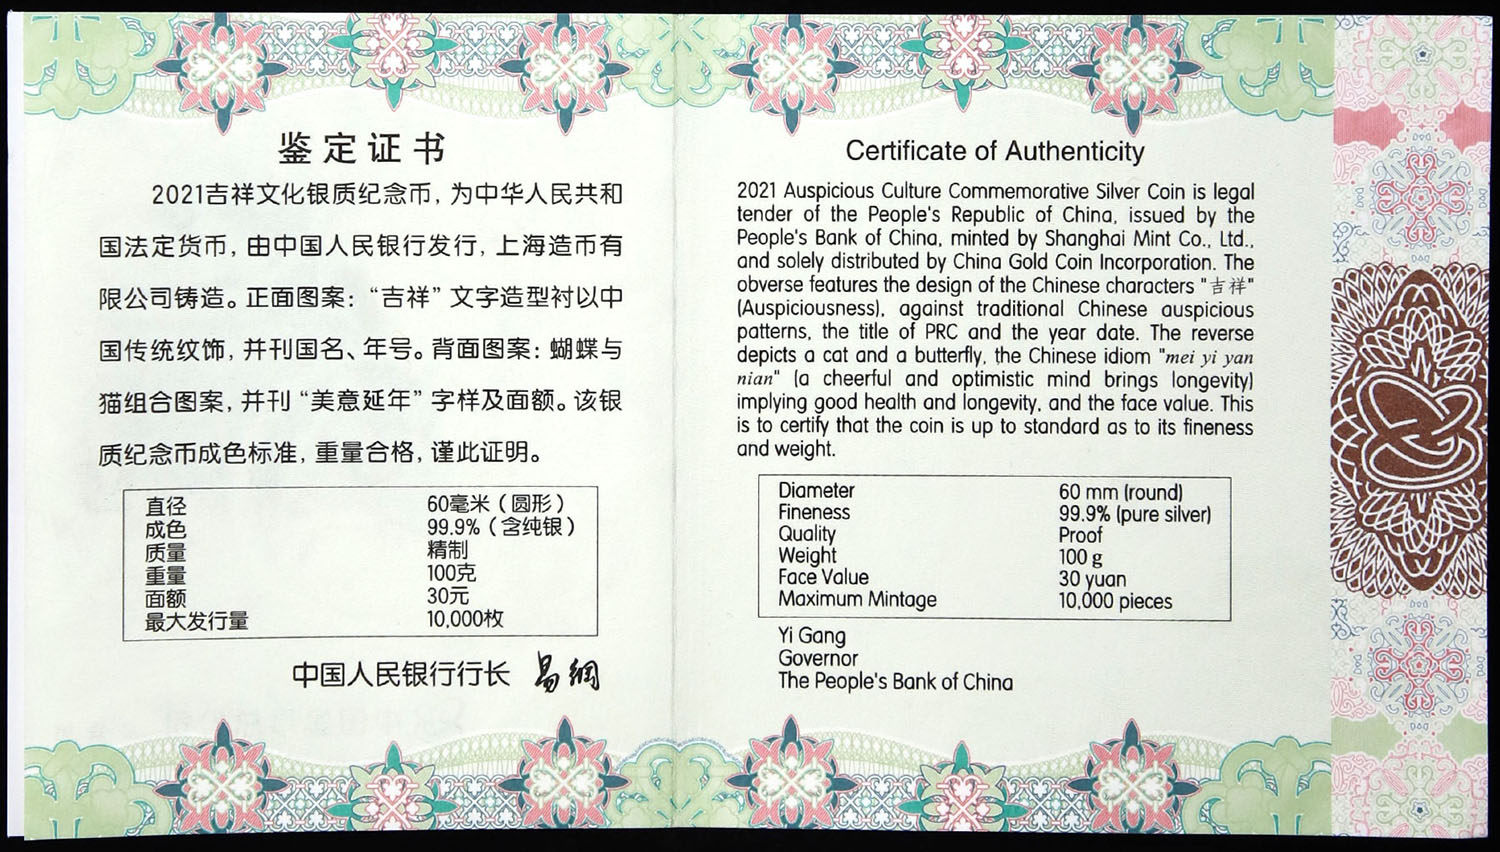 鉴定证书
2021吉祥文化银质纪念币，为中华人民共和
国法定货币，由中国人民银行发行，上海造币有
限公司铸造。正面图案：“吉祥”文字造型衬以中
国传统纹饰，并刊国名、年号。背面图案：蝴蝶与
猫组合图案，并刊“美意延年”字样及面额。该银
质纪念币成色标准，重量合格，谨此证明。
直径 60毫米（圆形）
成色 99.9%（含纯银）
质量 精制
重量 100克
面额 30元
最大发行量 10,000枚
中国人民银行行长 易纲
Certificate of Authenticity
2021 Auspicious Culture Commemorative Silver Coin is legal
tender of the People's Republic of China, issued by the
People's Bank of China, minted by Shanghai Mint Co., Ltd.,
and solely distributed by China Gold Coin Incorporation. The
obverse features the design of the Chinese characters "吉祥"
(Auspiciousness), against traditional Chinese auspicious
patterns, the title of PRC and the year date. The reverse
depicts a cat and a butterfly, the Chinese idiom "mei yi yan
nian" (a cheerful and optimistic mind brings longevity)
implying good health and longevity, and the face value. This
is to certify that the coin is up to standard as to its fineness
and weight.
Diameter 60 mm (round)
Fineness 99.9% (pure silver)
Quality Proof
Weight 100 g
Face Value 30 yuan
Maximum Mintage 10,000 pieces
Yi Gang
Governor
The People's Bank of China